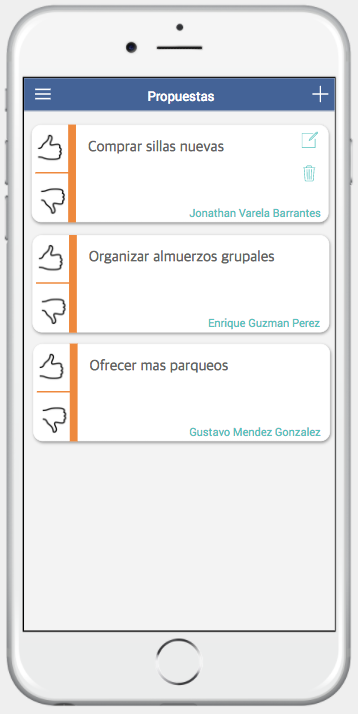 Propuestas
Comprar sillas nuevas
Jonathan Varela Barrantes
Organizar almuerzos grupales
Enrique Guzman Perez
Ofrecer mas parqueos
Gustavo Mendez Gonzalez